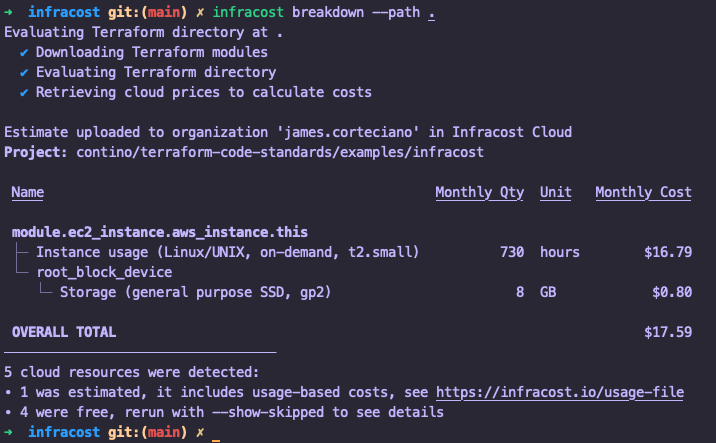 ➜ infracost git:(main) ✗ infracost breakdown --path .
Evaluating Terraform directory at .
✔ Downloading Terraform modules
✔ Evaluating Terraform directory
✔ Retrieving cloud prices to calculate costs
Estimate uploaded to organization 'james.corteciano' in Infracost Cloud
Project: contino/terraform-code-standards/examples/infracost
Name Monthly Qty Unit Monthly Cost
module.ec2_instance.aws_instance.this
├─ Instance usage (Linux/UNIX, on-demand, t2.small) 730 hours $16.79
└─ root_block_device
└─ Storage (general purpose SSD, gp2) 8 GB $0.80
OVERALL TOTAL $17.59
5 cloud resources were detected:
• 1 was estimated, it includes usage-based costs, see https://infracost.io/usage-file
• 4 were free, rerun with --show-skipped to see details
➜ infracost git:(main) ✗